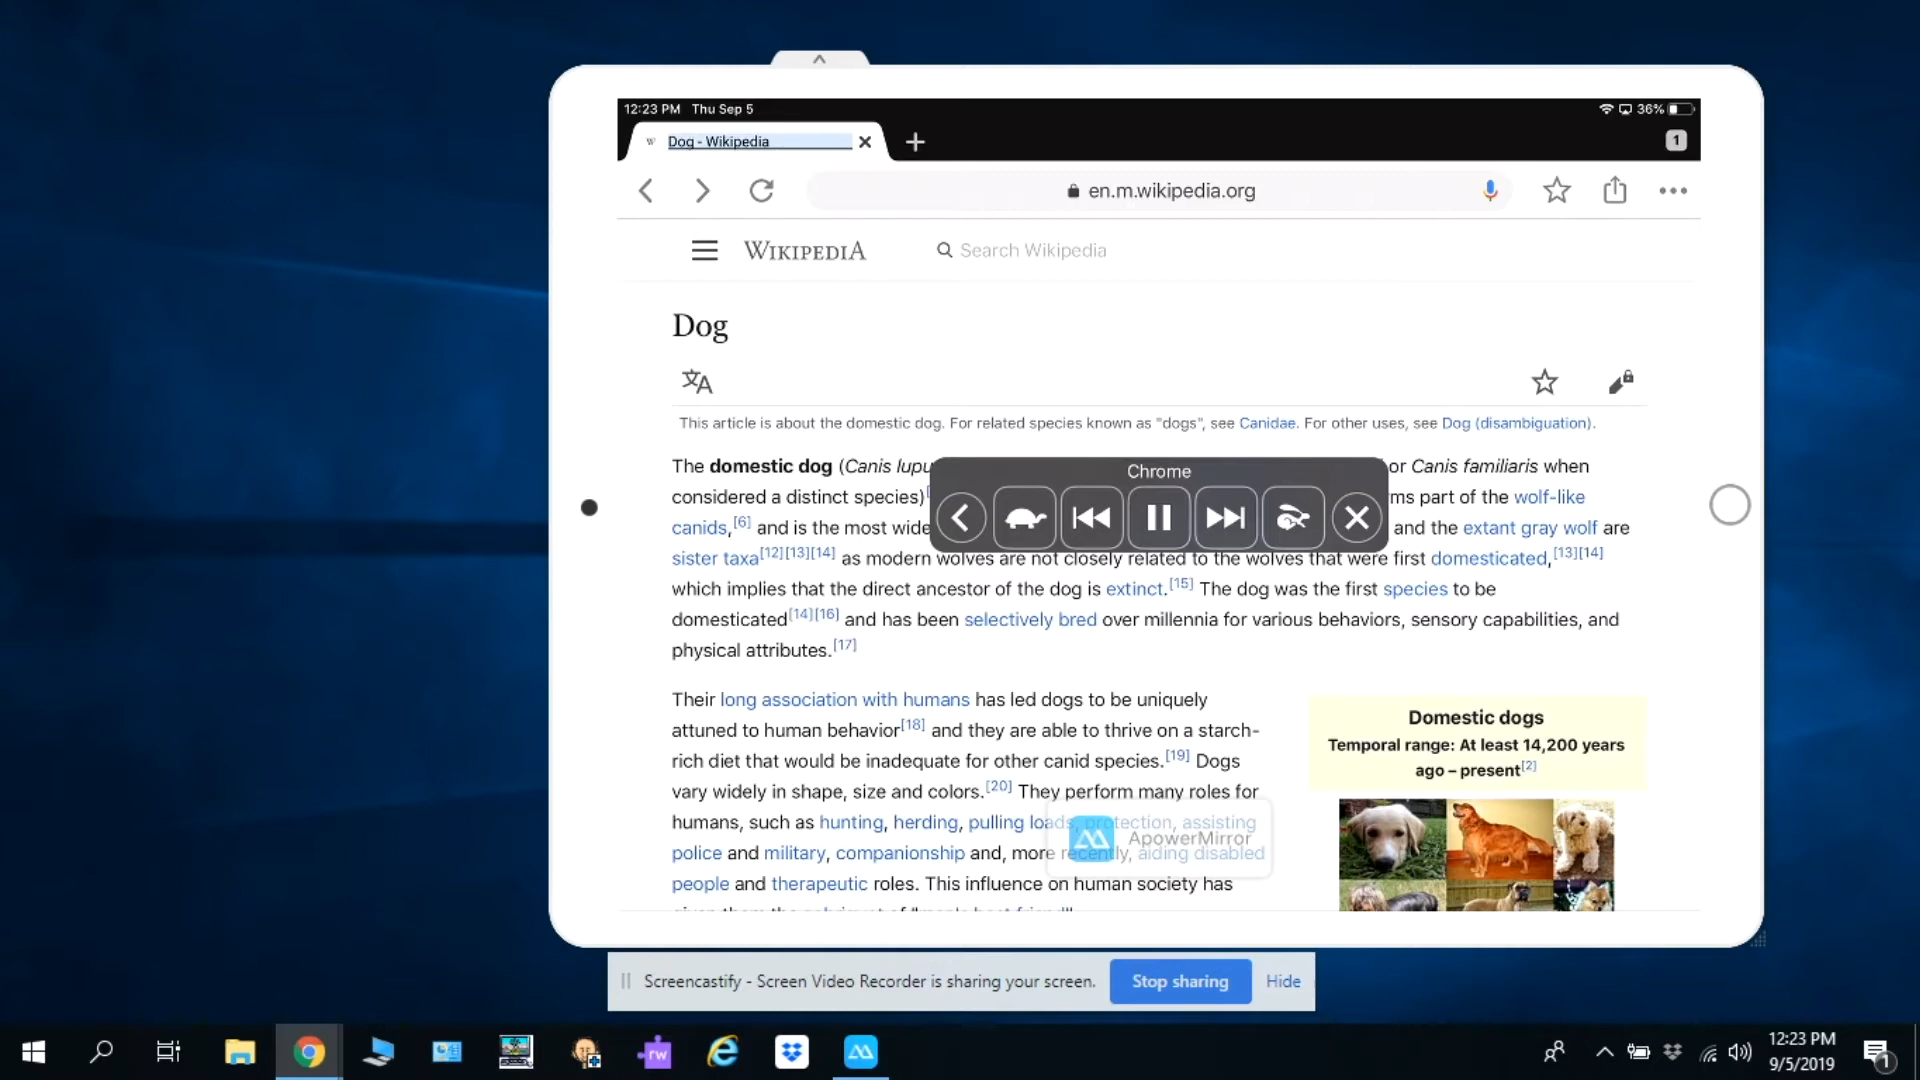 12:23 PM Thu Sep 5
36%
Dog - Wikipedia
1
en.m.wikipedia.org
WIKIPEDIA
Search Wikipedia
Dog
This article is about the domestic dog. For related species known as "dogs", see Canidae. For other uses, see Dog (disambiguation).
The domestic dog (Canis lupu
or Canis familiaris when
Chrome
considered a distinct species)
ms part of the wolf-like
canids,[6] and is the most wide
and the extant gray wolf are
sister taxa[12][13][14] as modern wolves are not closely related to the wolves that were first domesticated,[13][14]
which implies that the direct ancestor of the dog is extinct.[15] The dog was the first species to be
domesticated[14][16] and has been selectively bred over millennia for various behaviors, sensory capabilities, and
physical attributes.[17]
Their long association with humans has led dogs to be uniquely
attuned to human behavior[18] and they are able to thrive on a starch-
rich diet that would be inadequate for other canid species.[19] Dogs
vary widely in shape, size and colors.[20] They perform many roles for
humans, such as hunting, herding, pulling loads, protection, assisting
police and military, companionship and, more recently, aiding disabled
people and therapeutic roles. This influence on human society has
Domestic dogs
Temporal range: At least 14,200 years
ago – present[2]
ApowerMirror
Screencastify - Screen Video Recorder is sharing your screen.
Stop sharing
Hide
rw
12:23 PM
9/5/2019
1